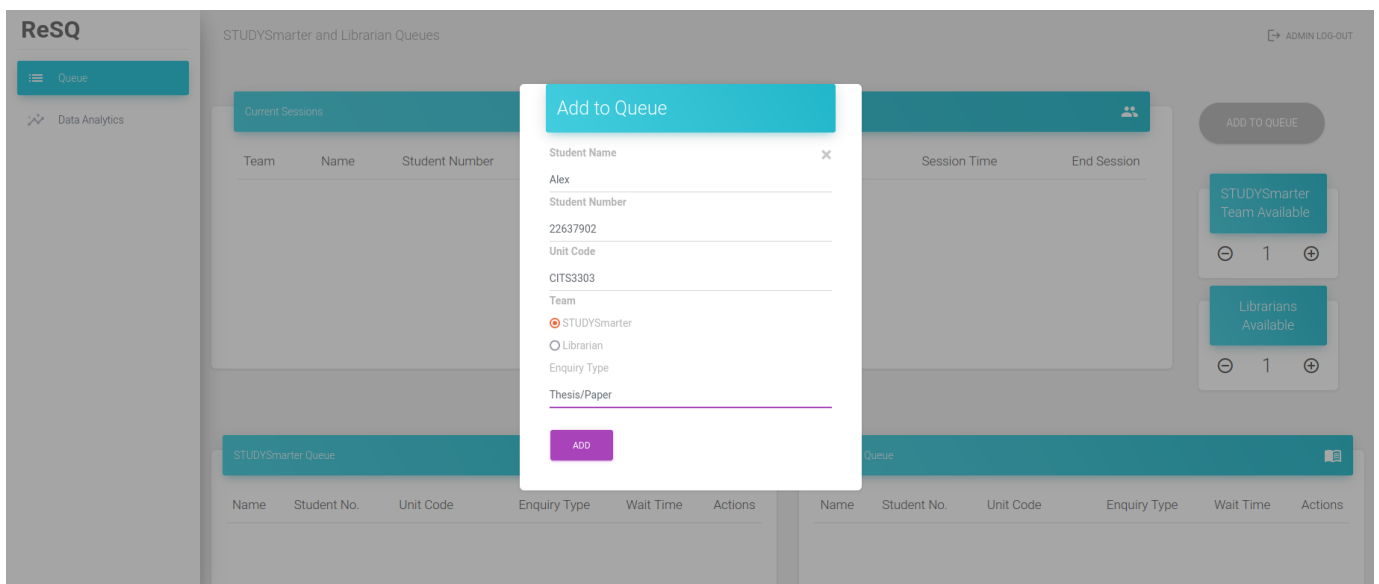 ReSQ
STUDYSmarter and Librarian Queues
ADMIN LOG-OUT
Queue
Data Analytics
Current Sessions
Team Name Student Number Session Time End Session
ADD TO QUEUE
STUDYSmarter
Team Available
1
Librarians
Available
1
Add to Queue
Student Name
×
Alex
Student Number
22637902
Unit Code
CITS3303
Team
STUDYSmarter
Librarian
Enquiry Type
Thesis/Paper
ADD
STUDYSmarter Queue
Name Student No. Unit Code Enquiry Type Wait Time Actions
Queue
Name Student No. Unit Code Enquiry Type Wait Time Actions